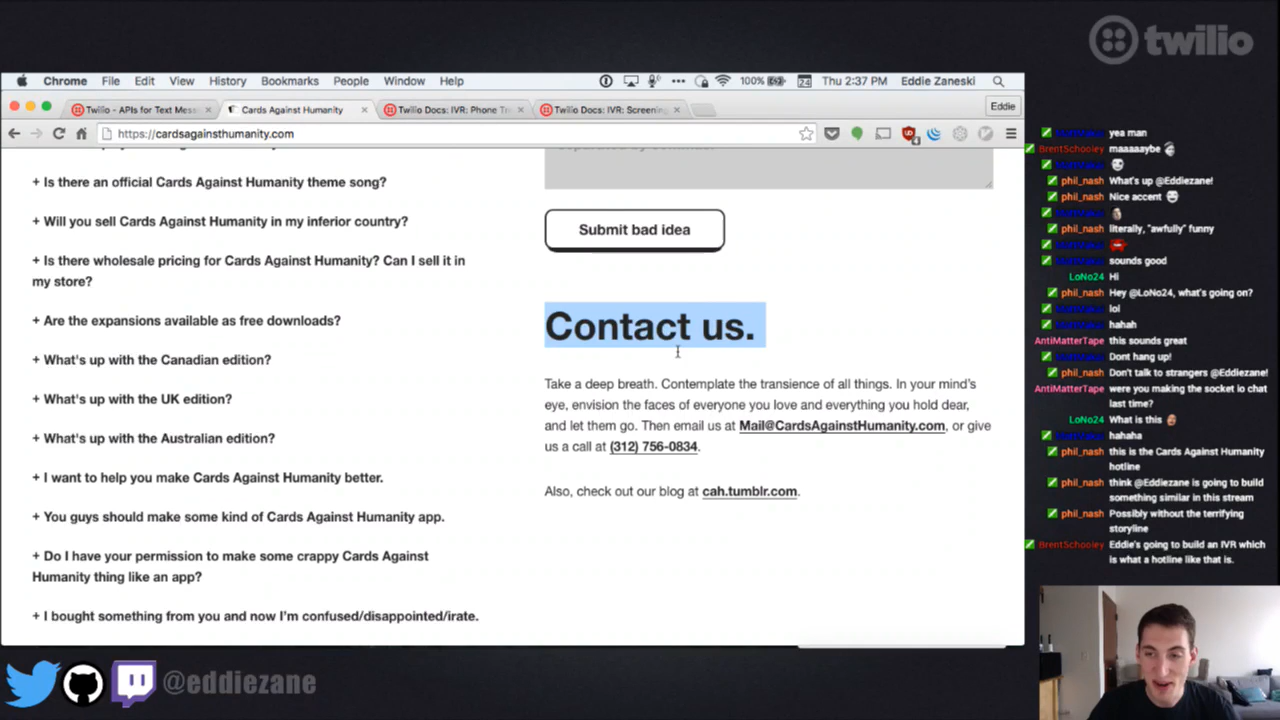 twilio
Chrome File Edit View History Bookmarks People Window Help
100% 24 Thu 2:37 PM Eddie Zaneski
Twilio - APIs for Text Mess
Cards Against Humanity
Twilio Docs: IVR: Phone Tr
Twilio Docs: IVR: Screenin
Eddie
https://cardsagainsthumanity.com
+ Is there an official Cards Against Humanity theme song?
+ Will you sell Cards Against Humanity in my inferior country?
+ Is there wholesale pricing for Cards Against Humanity? Can I sell it in
my store?
+ Are the expansions available as free downloads?
+ What's up with the Canadian edition?
+ What's up with the UK edition?
+ What's up with the Australian edition?
+ I want to help you make Cards Against Humanity better.
+ You guys should make some kind of Cards Against Humanity app.
+ Do I have your permission to make some crappy Cards Against
Humanity thing like an app?
+ I bought something from you and now I'm confused/disappointed/irate.
Submit bad idea
Contact us.
Take a deep breath. Contemplate the transience of all things. In your mind's
eye, envision the faces of everyone you love and everything you hold dear,
and let them go. Then email us at Mail@CardsAgainstHumanity.com, or give
us a call at (312) 756-0834.
Also, check out our blog at cah.tumblr.com.
yea man
BrentSchooley maaaaaybe
phil_nash What's up @Eddiezane!
phil_nash Nice accent
phil_nash literally, "awfully" funny
sounds good
LoNo24 Hi
phil_nash Hey @LoNo24, what's going on?
lol
hahah
AntiMatterTape this sounds great
Dont hang up!
phil_nash Don't talk to strangers @Eddiezane!
AntiMatterTape were you making the socket io chat
last time?
LoNo24 What is this
hahaha
phil_nash this is the Cards Against Humanity
hotline
phil_nash think @Eddiezane is going to build
something similar in this stream
phil_nash Possibly without the terrifying
storyline
BrentSchooley Eddie's going to build an IVR which
is what a hotline like that is.
@eddiezane